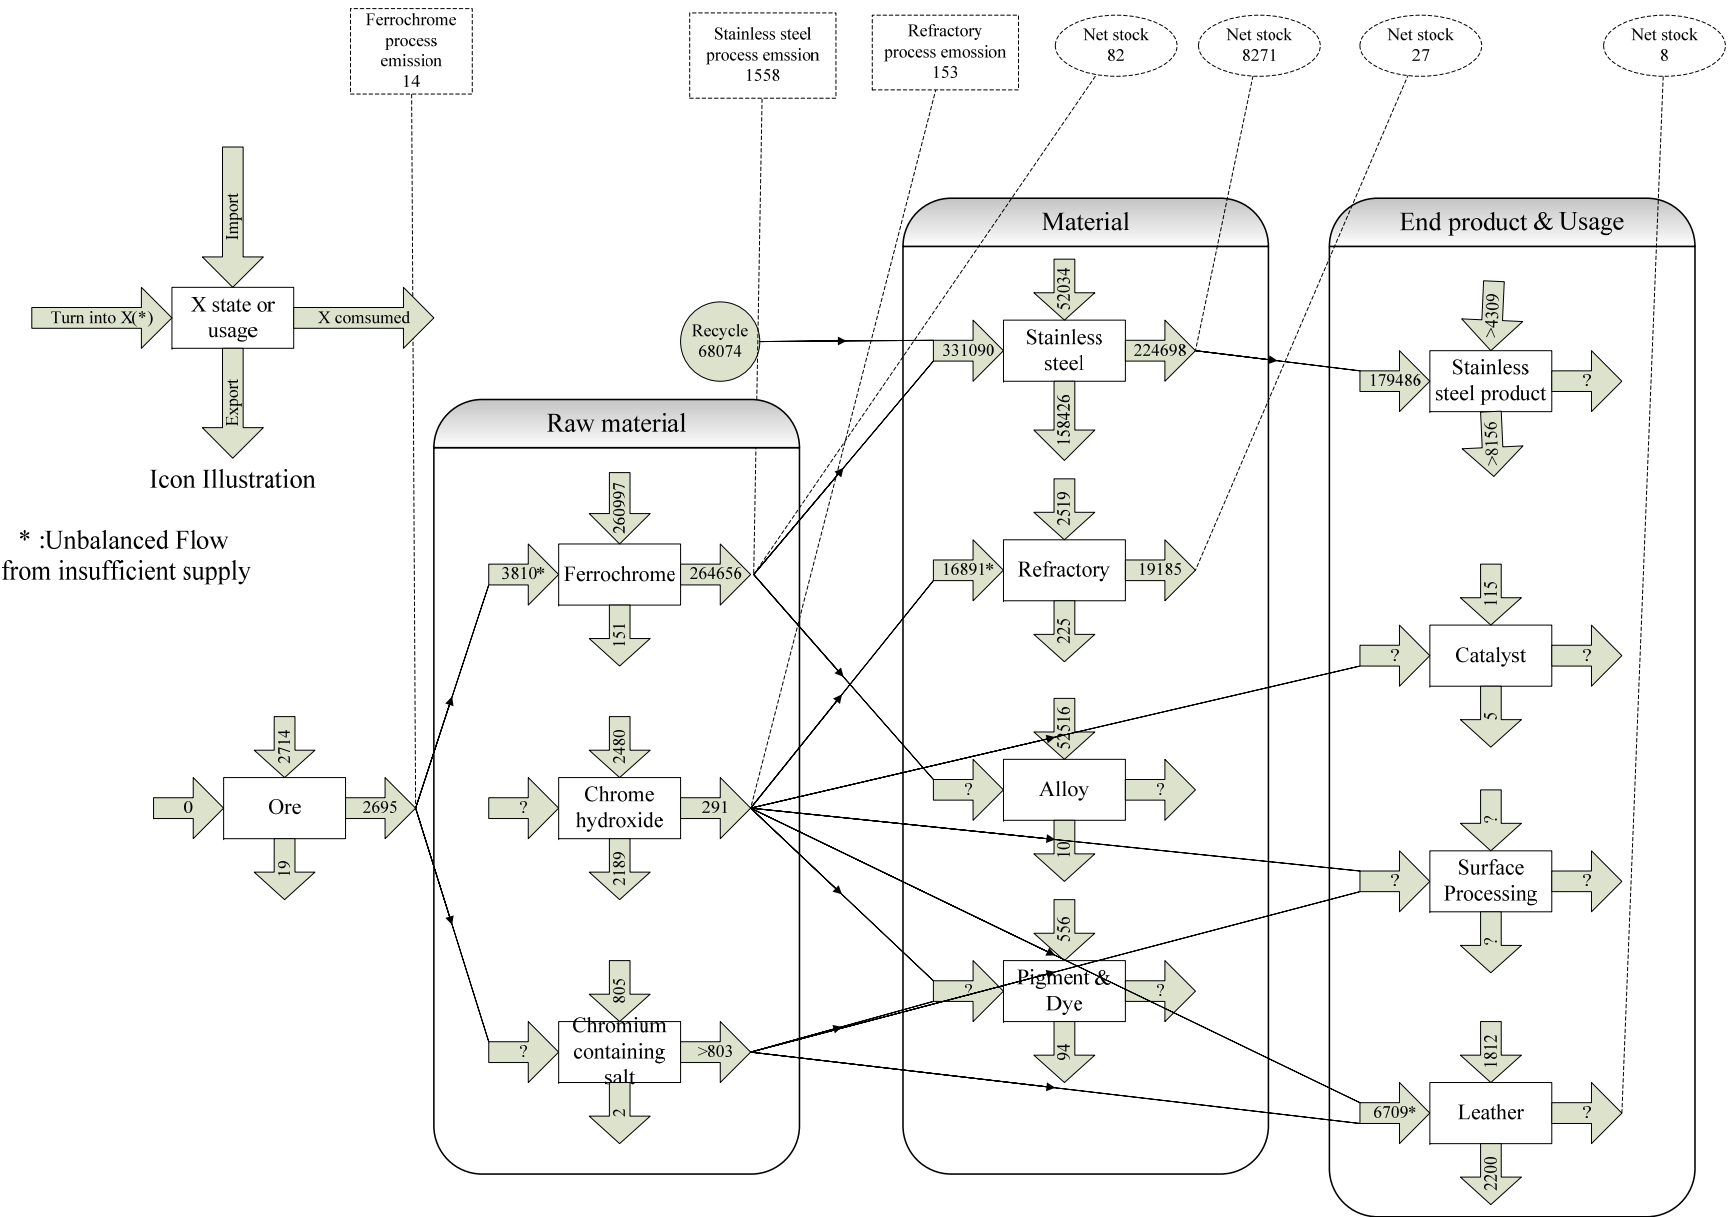 Ferrochrome
process
emission
14
Stainless steel
process emssion
1558
Refractory
process emossion
153
Net stock
82
Net stock
8271
Net stock
27
Net stock
8
Import
Turn into X(*)
X state or
usage
X comsumed
Export
Icon Illustration
* :Unbalanced Flow
from insufficient supply
Recycle
68074
0
2714
Ore
2695
19
Raw material
260997
3810*
Ferrochrome
264656
151
2480
?
Chrome
hydroxide
291
2189
805
?
Chromium
containing
salt
>803
2
Material
52034
331090
Stainless
steel
224698
158426
2519
16891*
Refractory
19185
225
52516
?
Alloy
?
10
556
?
Pigment &
Dye
?
94
End product & Usage
>4309
179486
Stainless
steel product
?
>8156
115
?
Catalyst
?
5
?
?
Surface
Processing
?
?
1812
6709*
Leather
?
2200